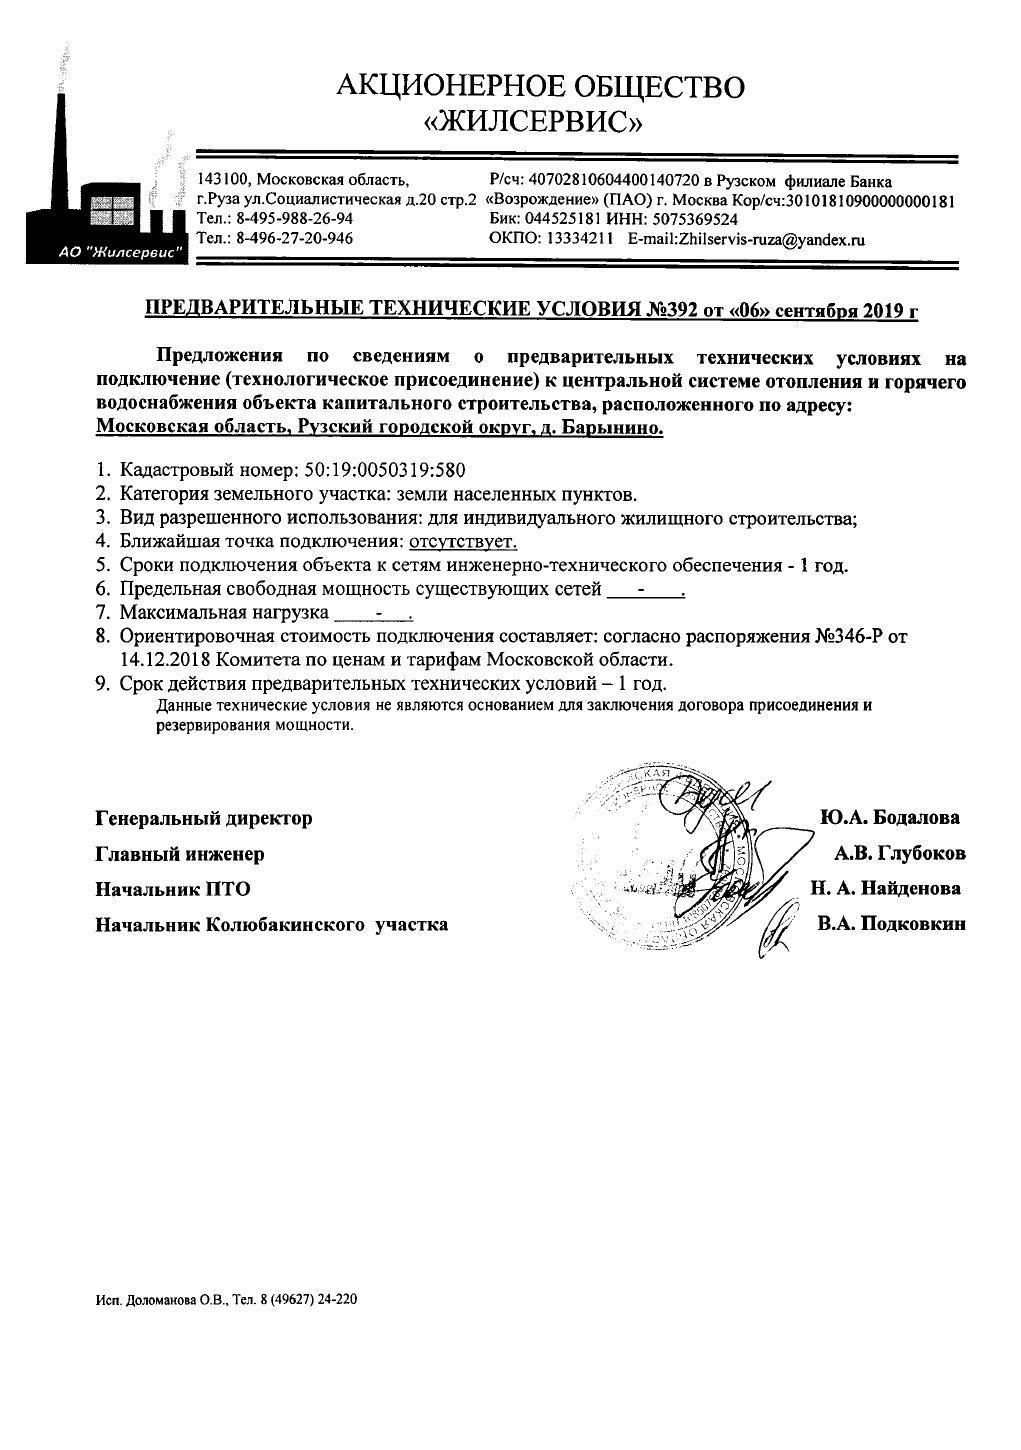 АКЦИОНЕРНОЕ ОБЩЕСТВО
«ЖИЛСЕРВИС»
АО "Жилсервис"
143100, Московская область,
г.Руза ул.Социалистическая д.20 стр.2
Тел.: 8-495-988-26-94
Тел.: 8-496-27-20-946
Р/сч: 40702810604400140720 в Рузском филиале Банка
«Возрождение» (ПАО) г. Москва Кор/сч:30101810900000000181
Бик: 044525181 ИНН: 5075369524
ОКПО: 13334211 E-mail:Zhilservis-ruza@yandex.ru
ПРЕДВАРИТЕЛЬНЫЕ ТЕХНИЧЕСКИЕ УСЛОВИЯ №392 от «06» сентября 2019 г
Предложения по сведениям о предварительных технических условиях на
подключение (технологическое присоединение) к центральной системе отопления и горячего
водоснабжения объекта капитального строительства, расположенного по адресу:
Московская область, Рузский городской округ, д. Барынино.
1. Кадастровый номер: 50:19:0050319:580
2. Категория земельного участка: земли населенных пунктов.
3. Вид разрешенного использования: для индивидуального жилищного строительства;
4. Ближайшая точка подключения: отсутствует.
5. Сроки подключения объекта к сетям инженерно-технического обеспечения - 1 год.
6. Предельная свободная мощность существующих сетей ___-____.
7. Максимальная нагрузка _____-___.
8. Ориентировочная стоимость подключения составляет: согласно распоряжения №346-Р от
14.12.2018 Комитета по ценам и тарифам Московской области.
9. Срок действия предварительных технических условий – 1 год.
Данные технические условия не являются основанием для заключения договора присоединения и
резервирования мощности.
Генеральный директор Ю.А. Бодалова
Главный инженер А.В. Глубоков
Начальник ПТО Н. А. Найденова
Начальник Колюбакинского участка В.А. Подковкин
Исп. Доломанова О.В., Тел. 8 (49627) 24-220